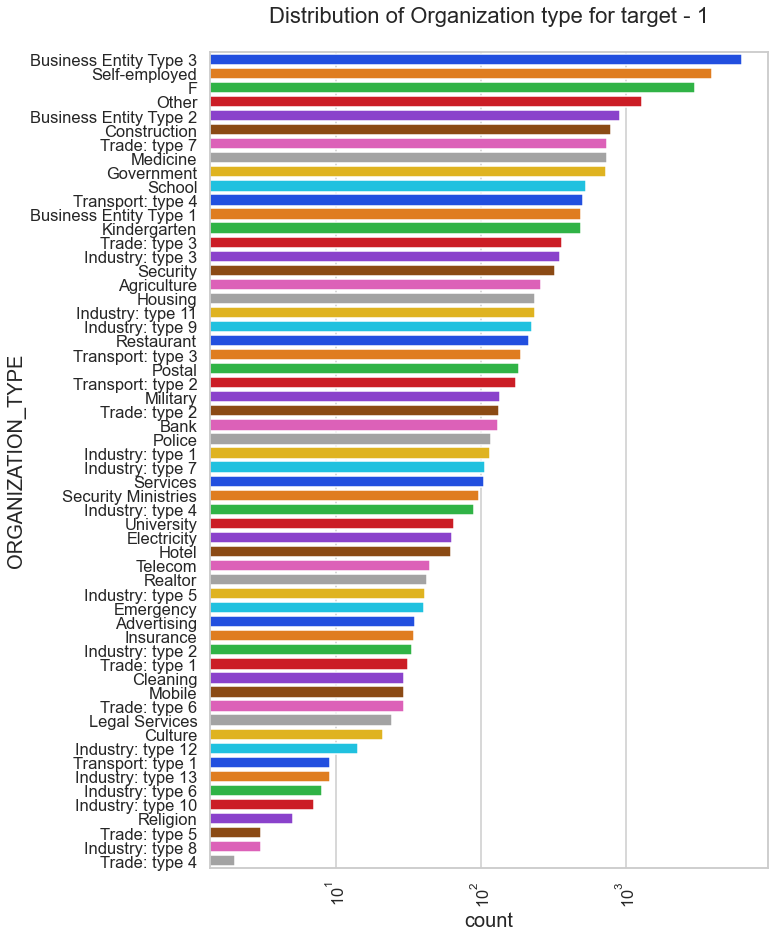 Distribution of Organization type for target - 1
ORGANIZATION_TYPE
Business Entity Type 3
Self-employed
F
Other
Business Entity Type 2
Construction
Trade: type 7
Medicine
Government
School
Transport: type 4
Business Entity Type 1
Kindergarten
Trade: type 3
Industry: type 3
Security
Agriculture
Housing
Industry: type 11
Industry: type 9
Restaurant
Transport: type 3
Postal
Transport: type 2
Military
Trade: type 2
Bank
Police
Industry: type 1
Industry: type 7
Services
Security Ministries
Industry: type 4
University
Electricity
Hotel
Telecom
Realtor
Industry: type 5
Emergency
Advertising
Insurance
Industry: type 2
Trade: type 1
Cleaning
Mobile
Trade: type 6
Legal Services
Culture
Industry: type 12
Transport: type 1
Industry: type 13
Industry: type 6
Industry: type 10
Religion
Trade: type 5
Industry: type 8
Trade: type 4
10¹ 10² 10³
count